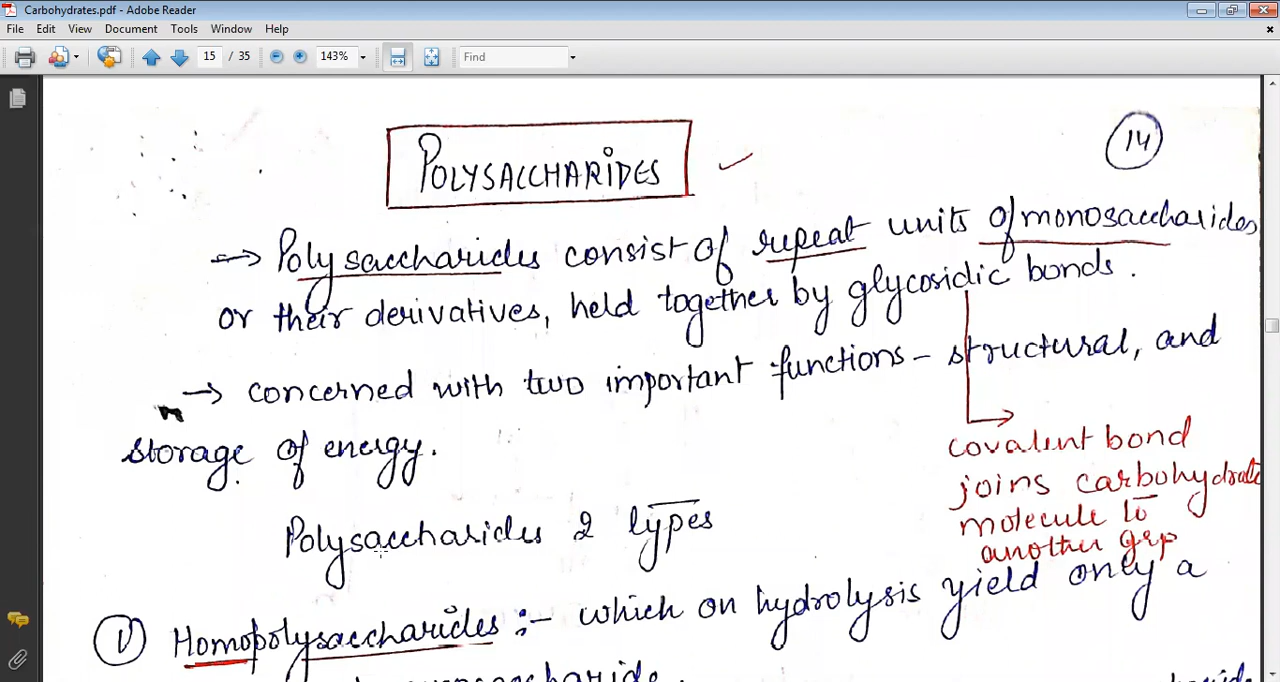 Carbohydrates.pdf - Adobe Reader
File Edit View Document Tools Window Help
15 / 35 143% Find
14
POLYSACCHARIDES
→ Polysaccharides consist of repeat units of monosaccharides
or their derivatives, held together by glycosidic bonds.
→ concerned with two important functions - structural, and
storage of energy.
covalent bond
joins carbohydrate
molecule to
another grp
Polysaccharides 2 types
1) Homopolysaccharides :- which on hydrolysis yield only a